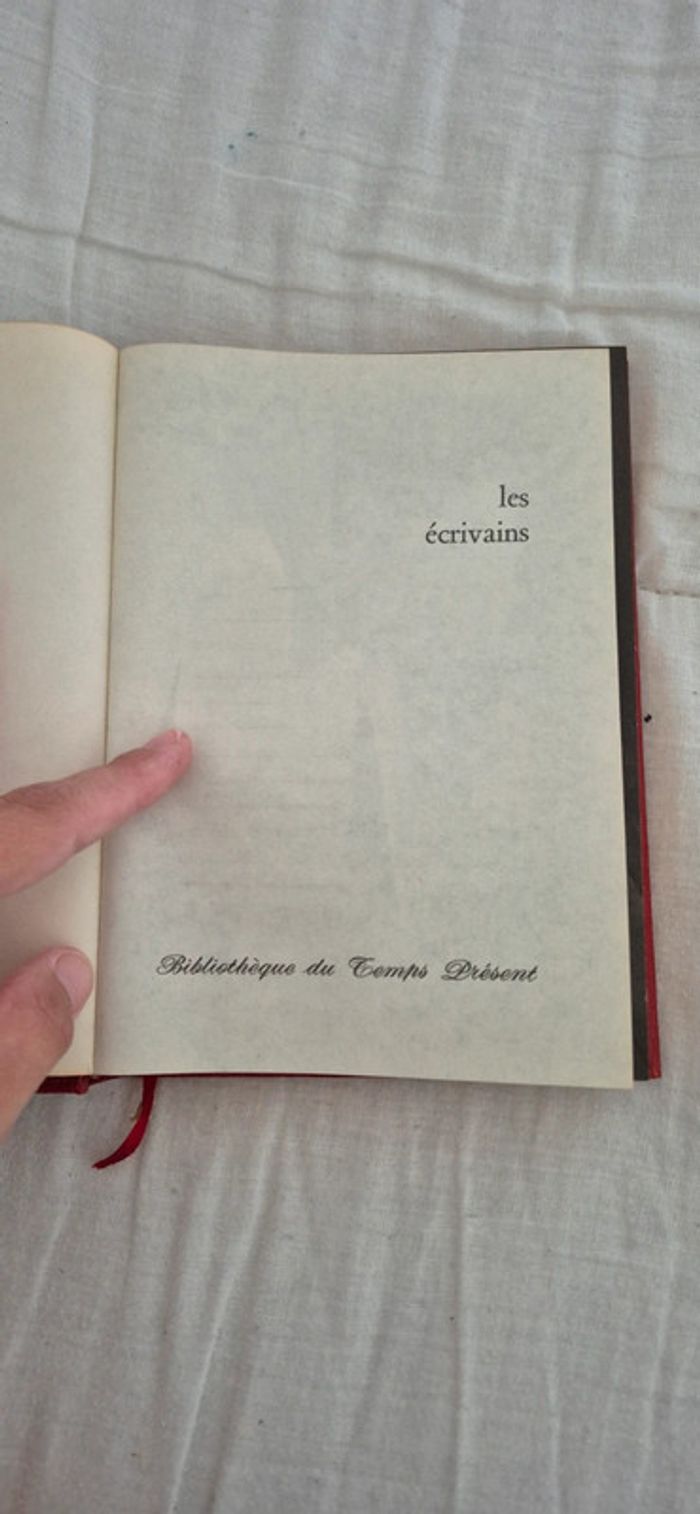 les
écrivains
Bibliothèque du Temps Présent